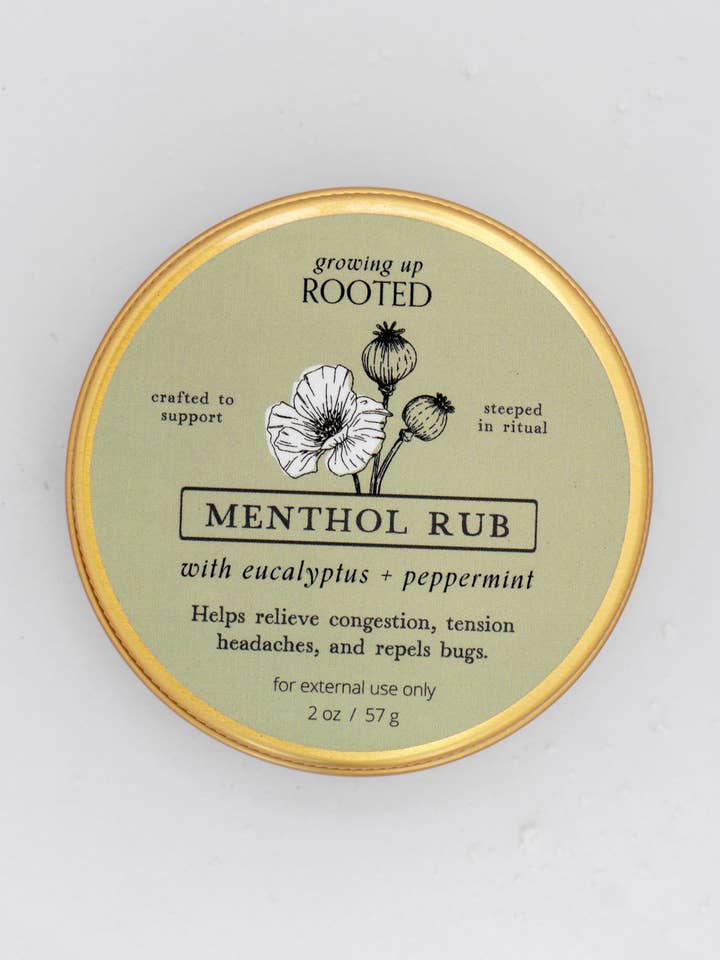 growing up
ROOTED
crafted to
support
steeped
in ritual
MENTHOL RUB
with eucalyptus + peppermint
Helps relieve congestion, tension
headaches, and repels bugs.
for external use only
2 oz / 57 g